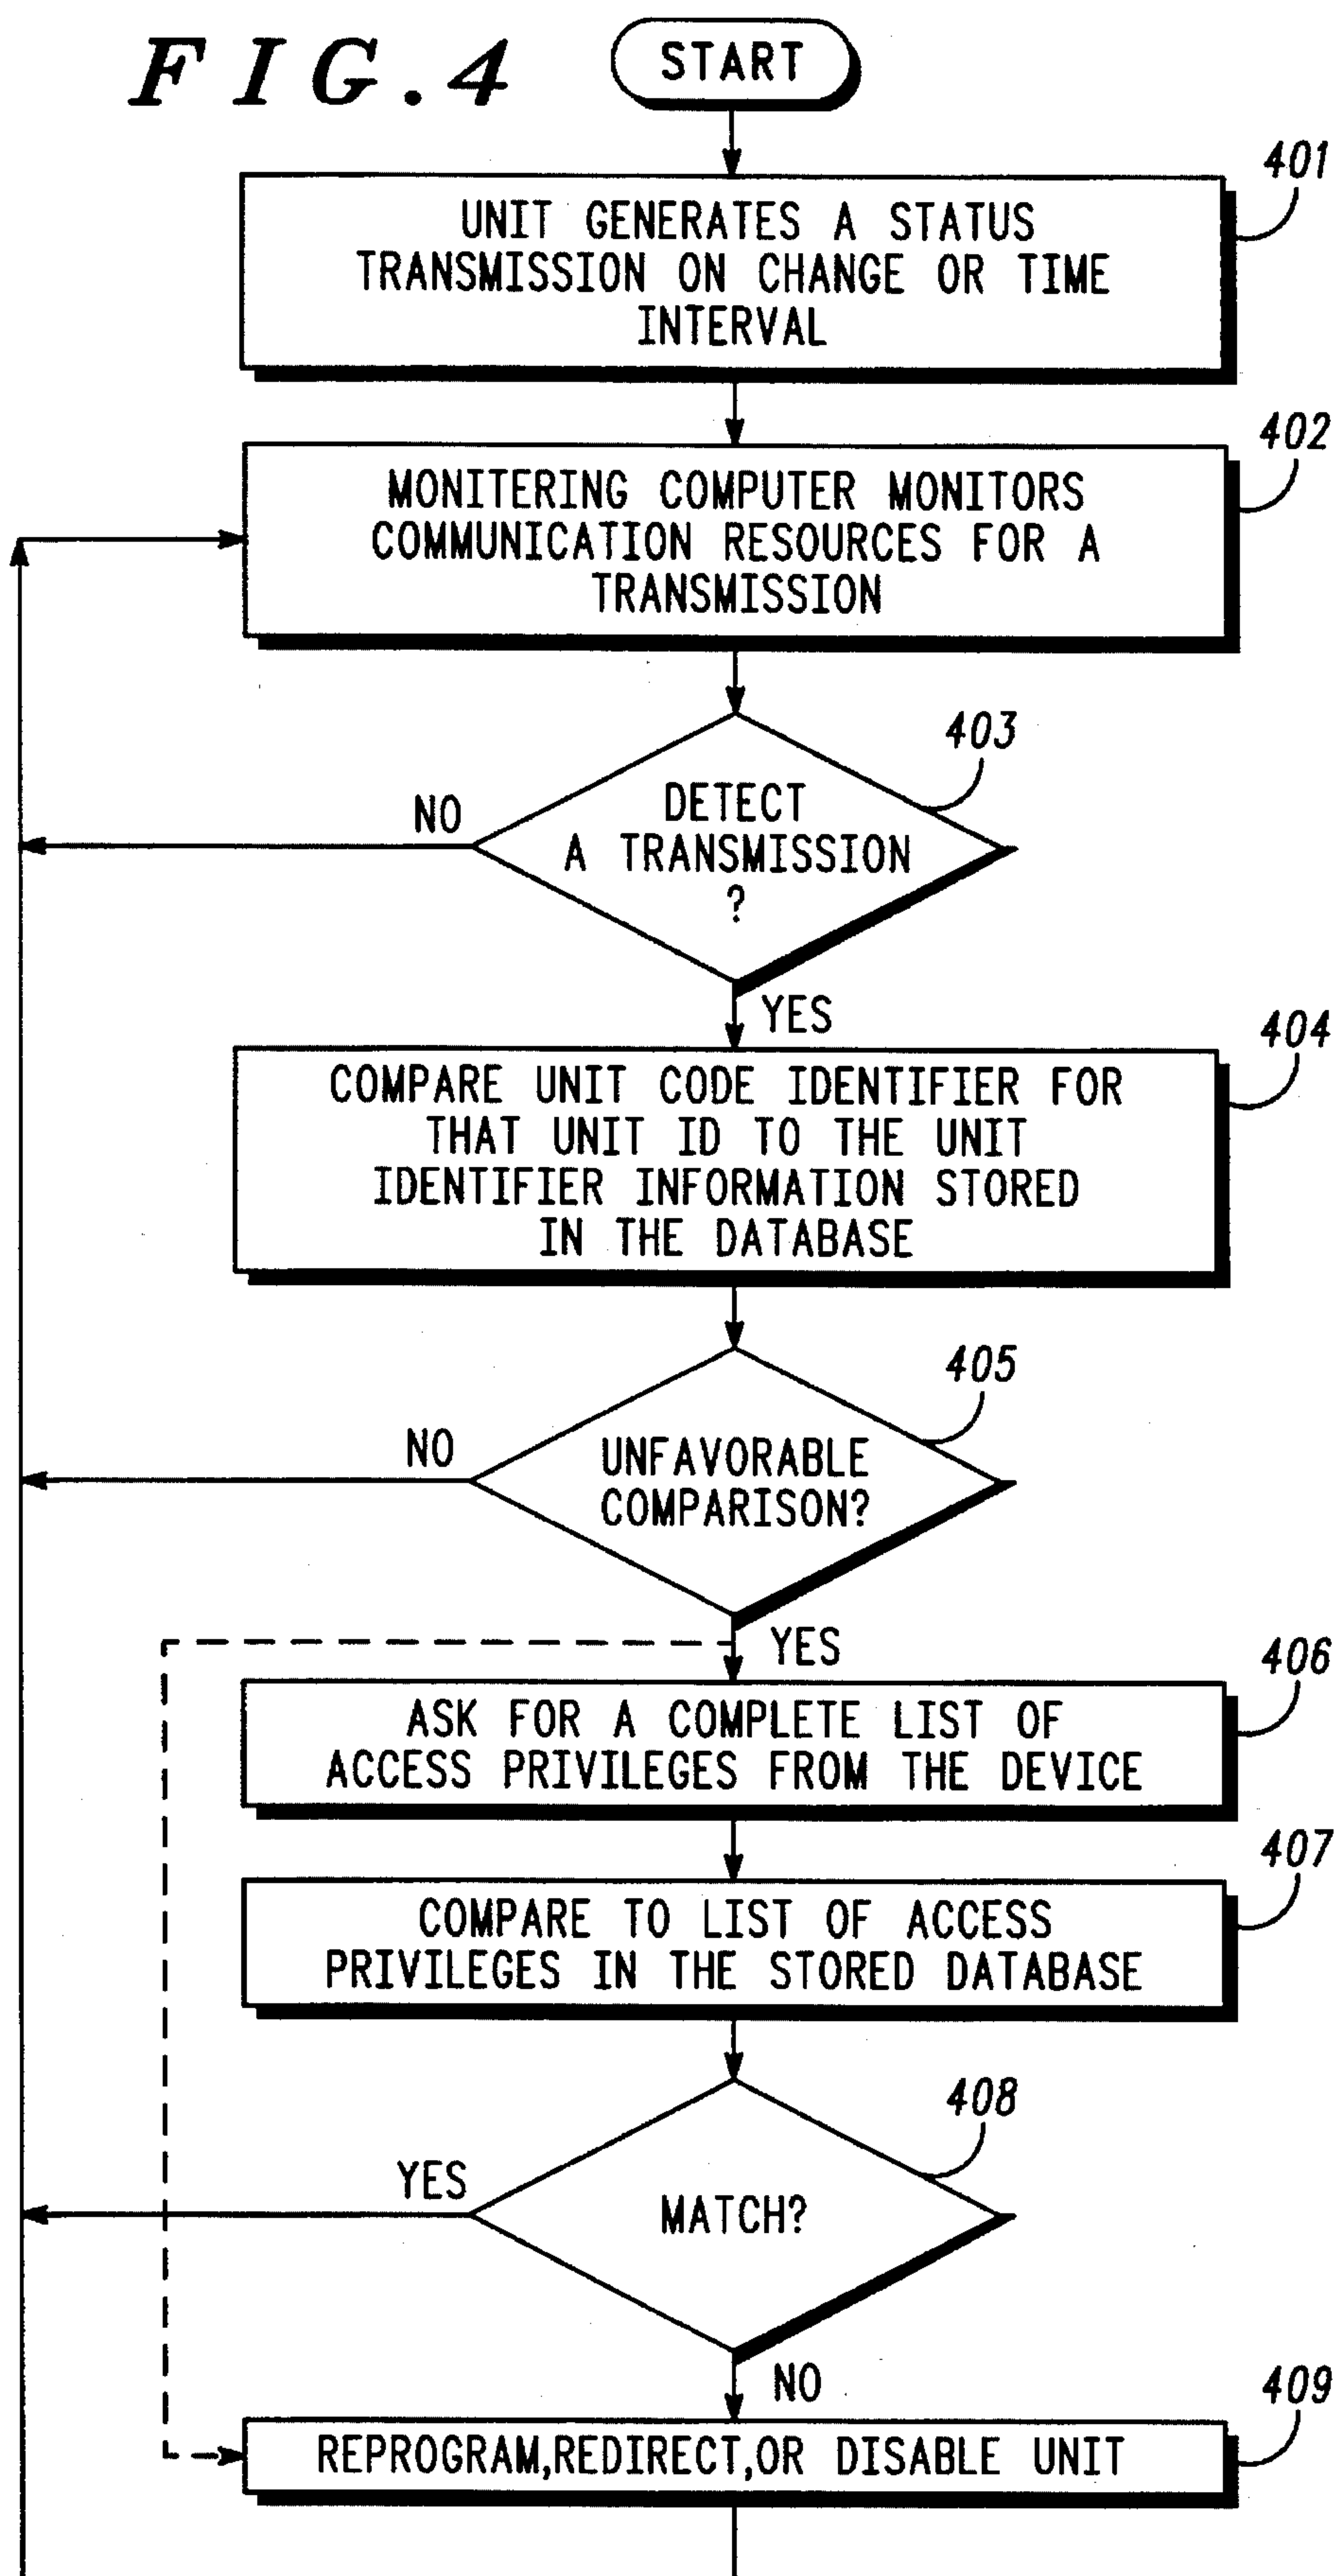 FIG.4
START
401
UNIT GENERATES A STATUS
TRANSMISSION ON CHANGE OR TIME
INTERVAL
402
MONITERING COMPUTER MONITORS
COMMUNICATION RESOURCES FOR A
TRANSMISSION
403
DETECT
A TRANSMISSION
?
NO
YES
404
COMPARE UNIT CODE IDENTIFIER FOR
THAT UNIT ID TO THE UNIT
IDENTIFIER INFORMATION STORED
IN THE DATABASE
405
UNFAVORABLE
COMPARISON?
NO
YES
406
ASK FOR A COMPLETE LIST OF
ACCESS PRIVILEGES FROM THE DEVICE
407
COMPARE TO LIST OF ACCESS
PRIVILEGES IN THE STORED DATABASE
408
YES
MATCH?
NO
409
REPROGRAM,REDIRECT,OR DISABLE UNIT